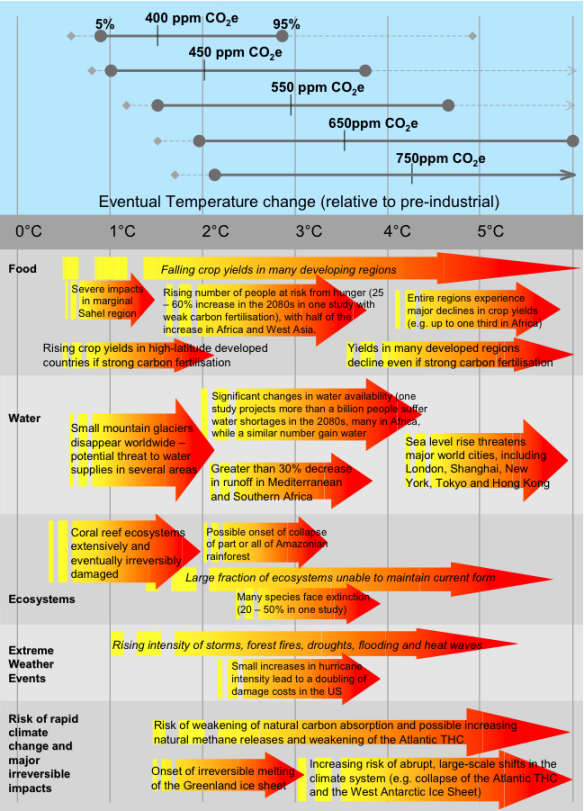 400 ppm CO2e
5%
95%
450 ppm CO2e
550 ppm CO2e
650ppm CO2e
750ppm CO2e
Eventual Temperature change (relative to pre-industrial)
0°C
1°C
2°C
3°C
4°C
5°C
Food
Falling crop yields in many developing regions
Severe impacts
in marginal
Sahel region
Rising number of people at risk from hunger (25
– 60% increase in the 2080s in one study with
weak carbon fertilisation), with half of the
increase in Africa and West Asia.
Entire regions experience
major declines in crop yields
(e.g. up to one third in Africa)
Rising crop yields in high-latitude developed
countries if strong carbon fertilisation
Yields in many developed regions
decline even if strong carbon fertilisation
Water
Small mountain glaciers
disappear worldwide –
potential threat to water
supplies in several areas
Significant changes in water availability (one
study projects more than a billion people suffer
water shortages in the 2080s, many in Africa,
while a similar number gain water
Greater than 30% decrease
in runoff in Mediterranean
and Southern Africa
Sea level rise threatens
major world cities, including
London, Shanghai, New
York, Tokyo and Hong Kong
Ecosystems
Coral reef ecosystems
extensively and
eventually irreversibly
damaged
Possible onset of collapse
of part or all of Amazonian
rainforest
Large fraction of ecosystems unable to maintain current form
Many species face extinction
(20 – 50% in one study)
Extreme
Weather
Events
Rising intensity of storms, forest fires, droughts, flooding and heat waves
Small increases in hurricane
intensity lead to a doubling of
damage costs in the US
Risk of rapid
climate
change and
major
irreversible
impacts
Risk of weakening of natural carbon absorption and possible increasing
natural methane releases and weakening of the Atlantic THC
Onset of irreversible melting
of the Greenland ice sheet
Increasing risk of abrupt, large-scale shifts in the
climate system (e.g. collapse of the Atlantic THC
and the West Antarctic Ice Sheet)